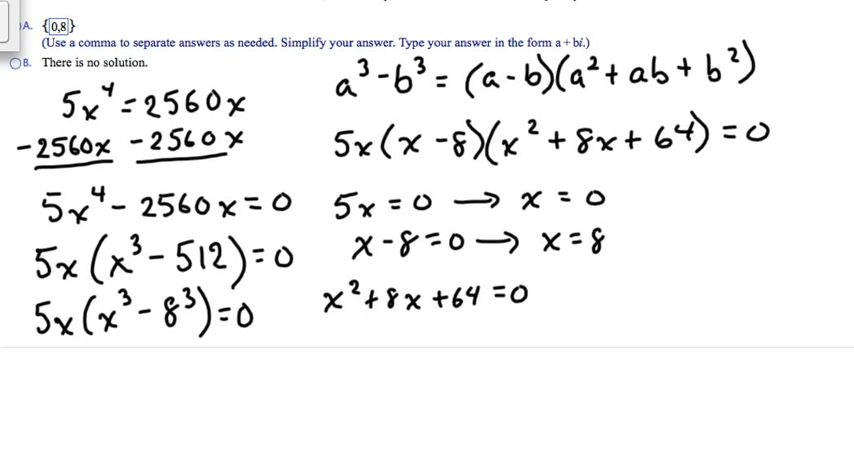 A. {0,8}
(Use a comma to separate answers as needed. Simplify your answer. Type your answer in the form a + bi.)
B. There is no solution.
5x⁴ = 2560x
-2560x -2560x
5x⁴ - 2560x = 0
5x(x³ - 512) = 0
5x(x³ - 8³) = 0
a³ - b³ = (a - b)(a² + ab + b²)
5x(x - 8)(x² + 8x + 64) = 0
5x = 0 → x = 0
x - 8 = 0 → x = 8
x² + 8x + 64 = 0